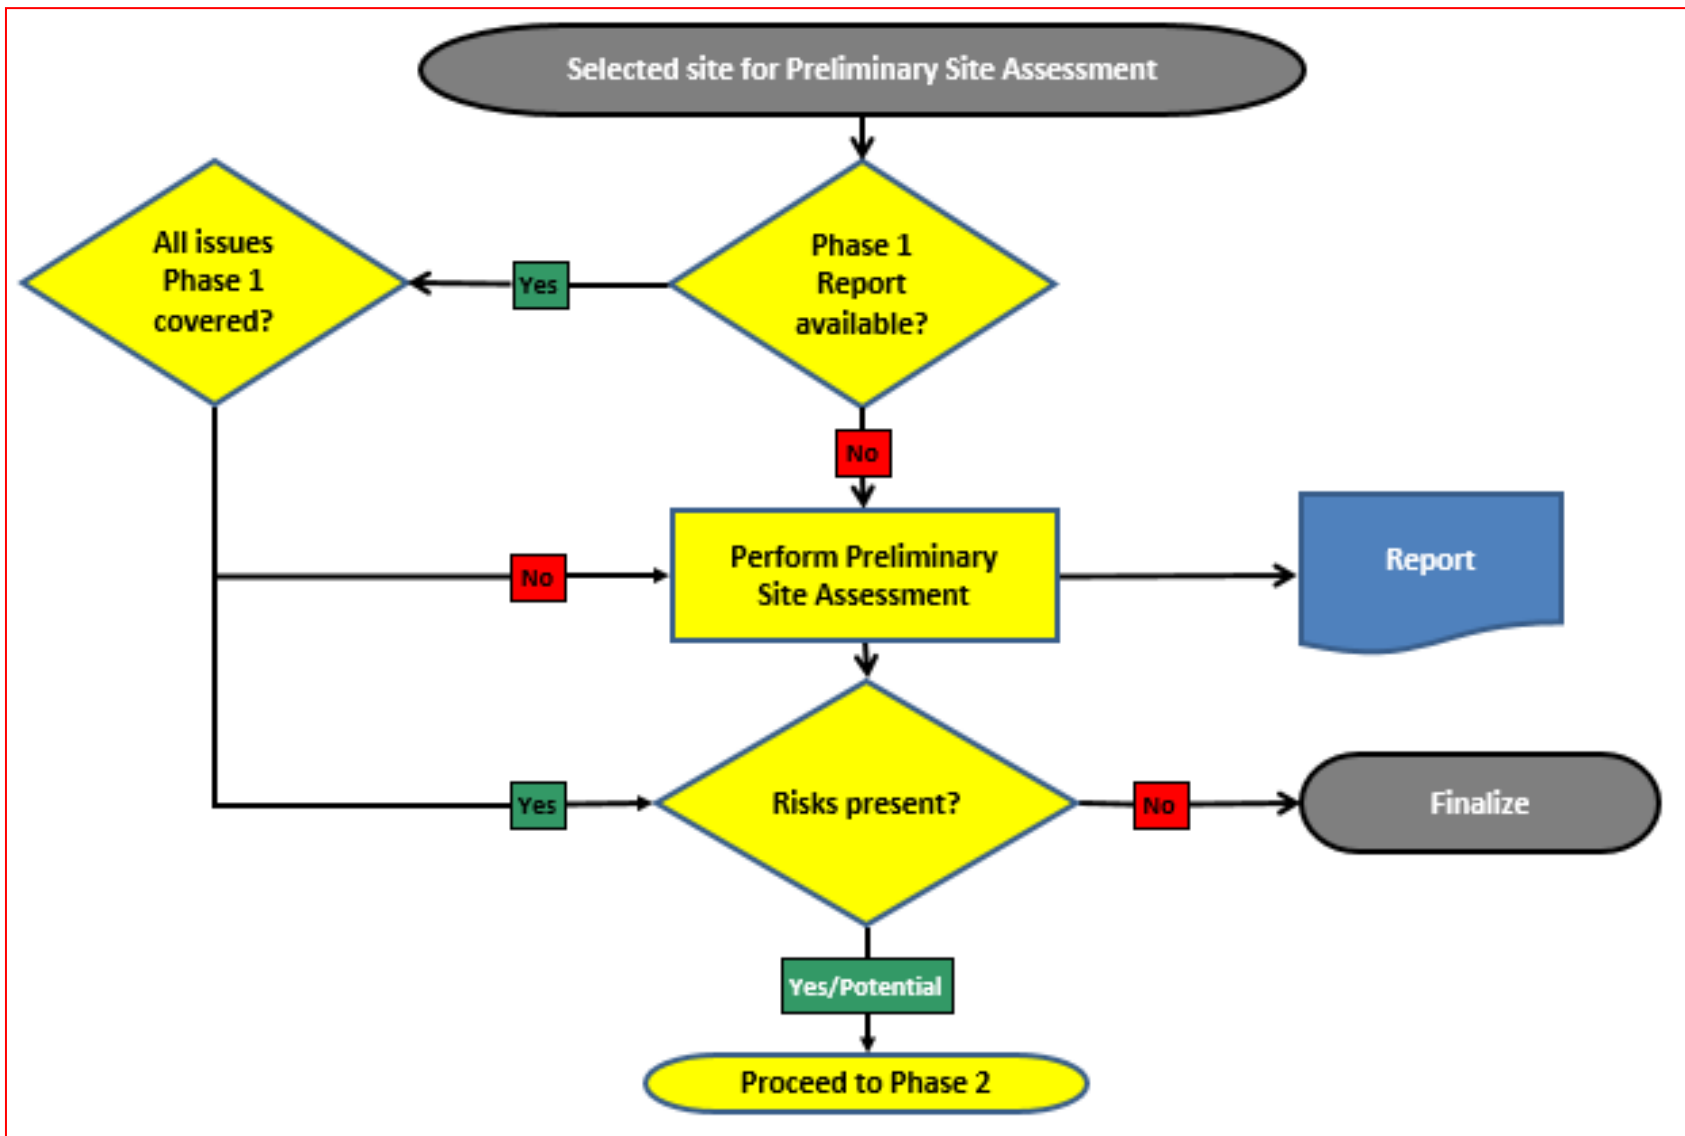 Selected site for Preliminary Site Assessment
All issues
Phase 1
covered?
Yes
Phase 1
Report
available?
No
No
Perform Preliminary
Site Assessment
Report
Yes
Risks present?
No
Finalize
Yes/Potential
Proceed to Phase 2